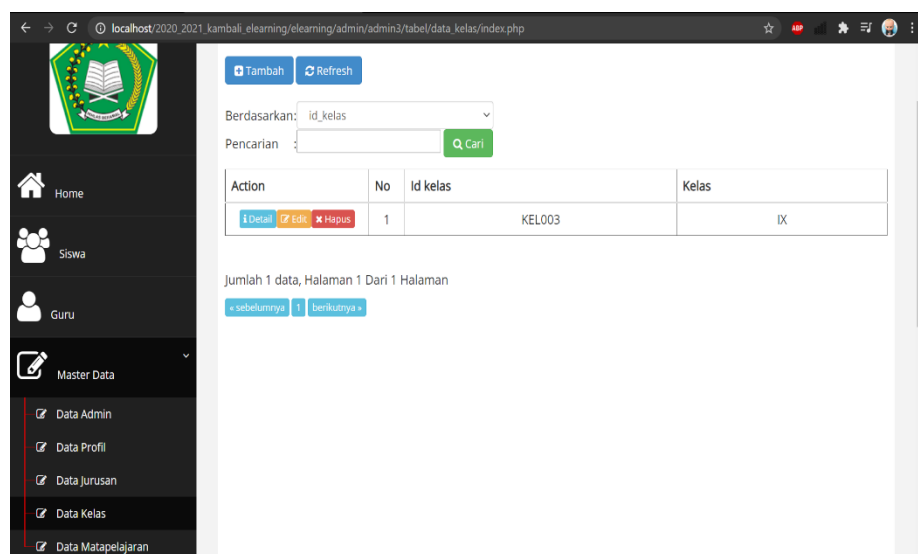 localhost/2020_2021_kambali_elearning/elearning/admin/admin3/tabel/data_kelas/index.php
ABP
Tambah Refresh
Berdasarkan: id_kelas
Pencarian : Cari
Action No Id kelas Kelas
Detail Edit Hapus 1 KEL003 IX
Jumlah 1 data, Halaman 1 Dari 1 Halaman
« sebelumnya 1 berikutnya »
Home
Siswa
Guru
Master Data
Data Admin
Data Profil
Data Jurusan
Data Kelas
Data Matapelajaran